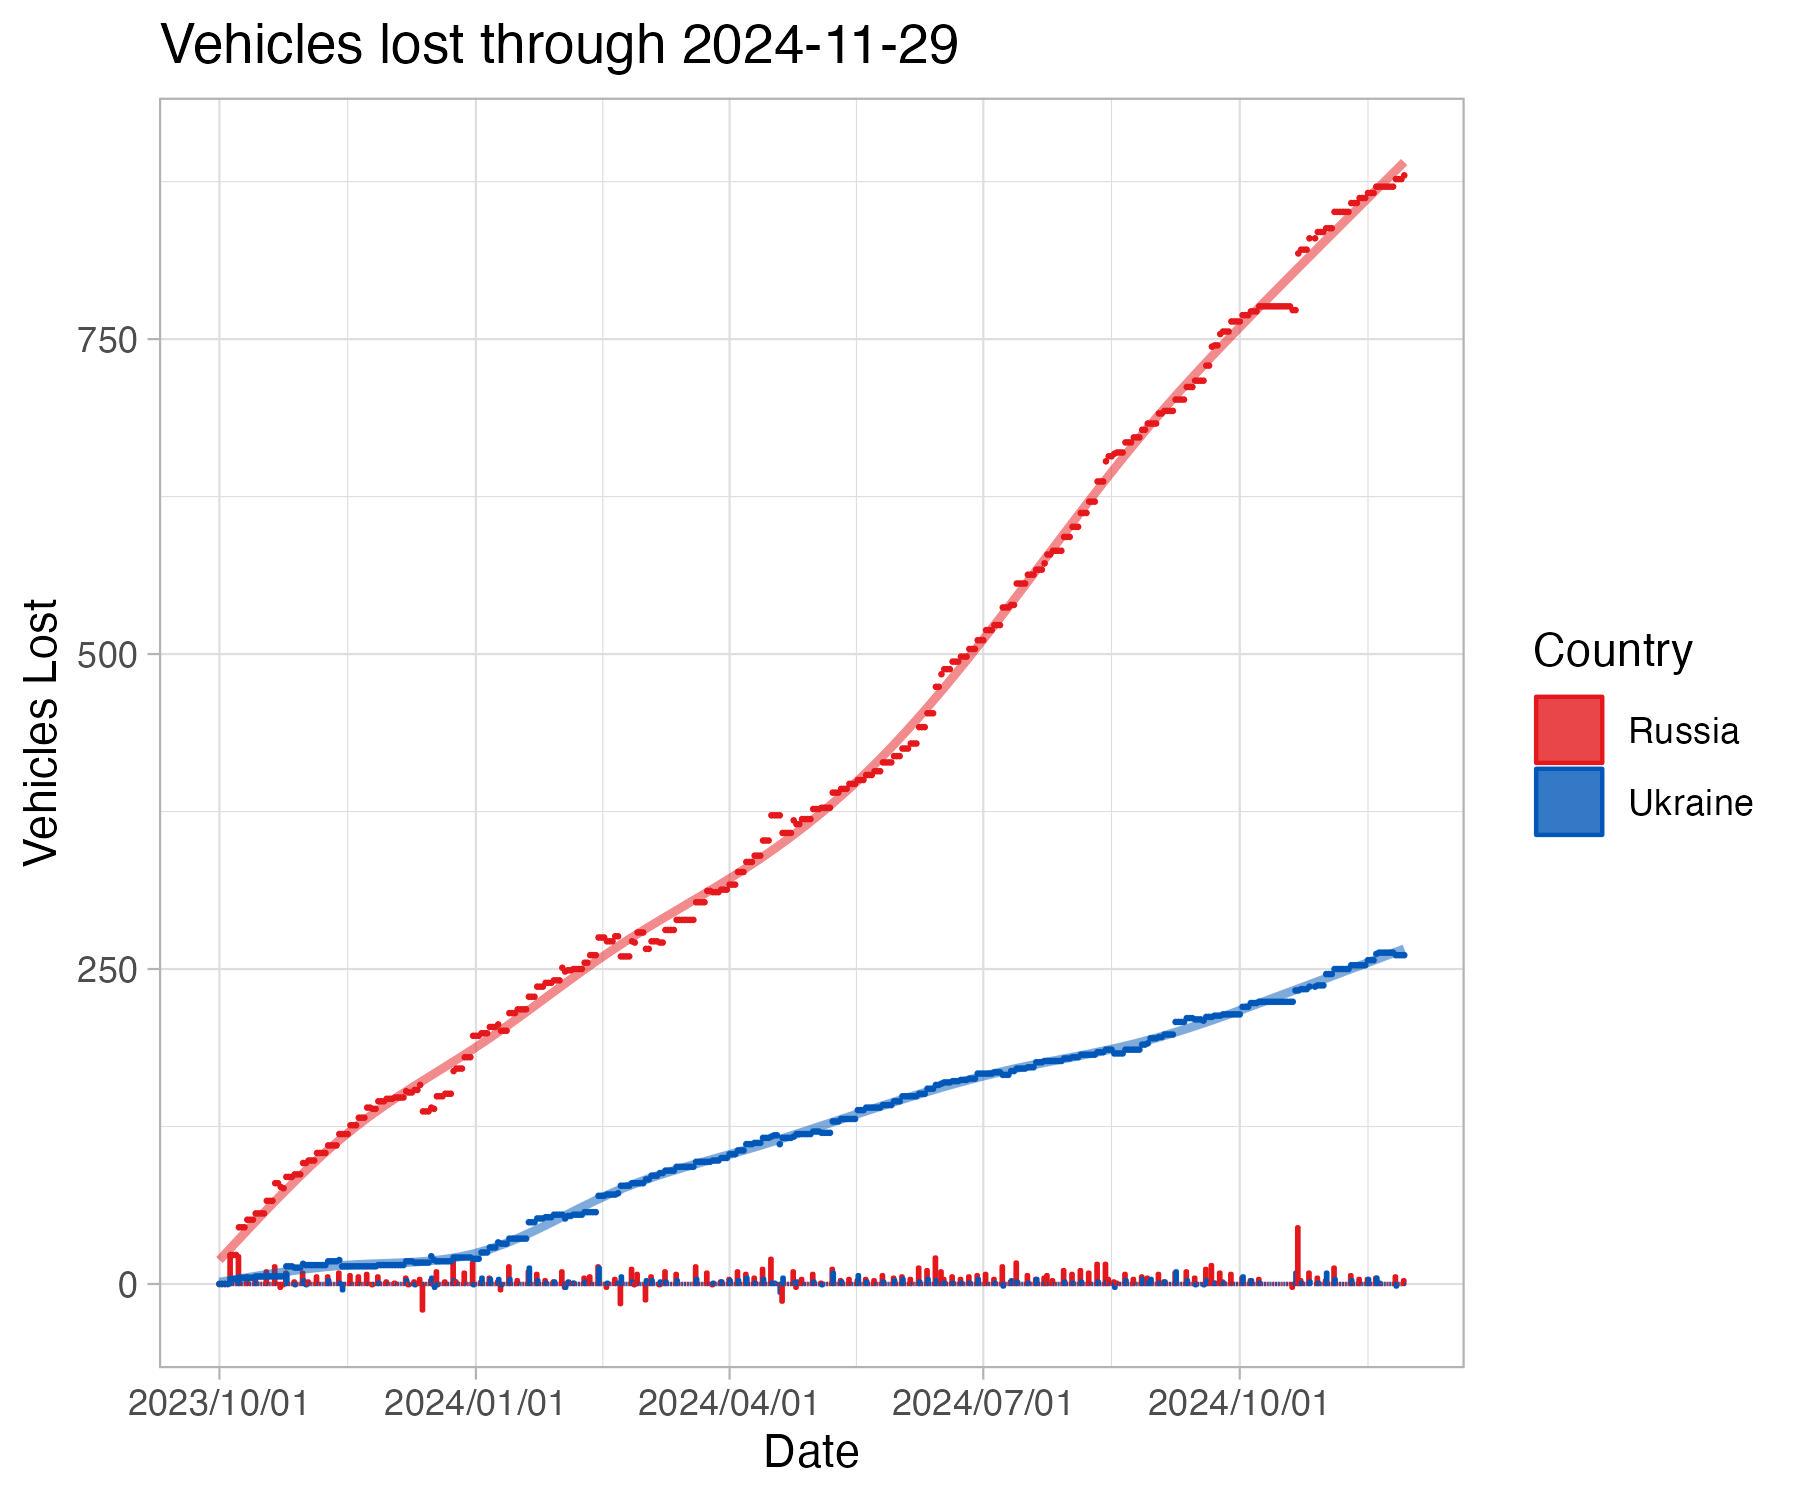 Vehicles lost through 2024-11-29
Vehicles Lost
750
500
250
0
2023/10/01
2024/01/01
2024/04/01
2024/07/01
2024/10/01
Date
Country
Russia
Ukraine